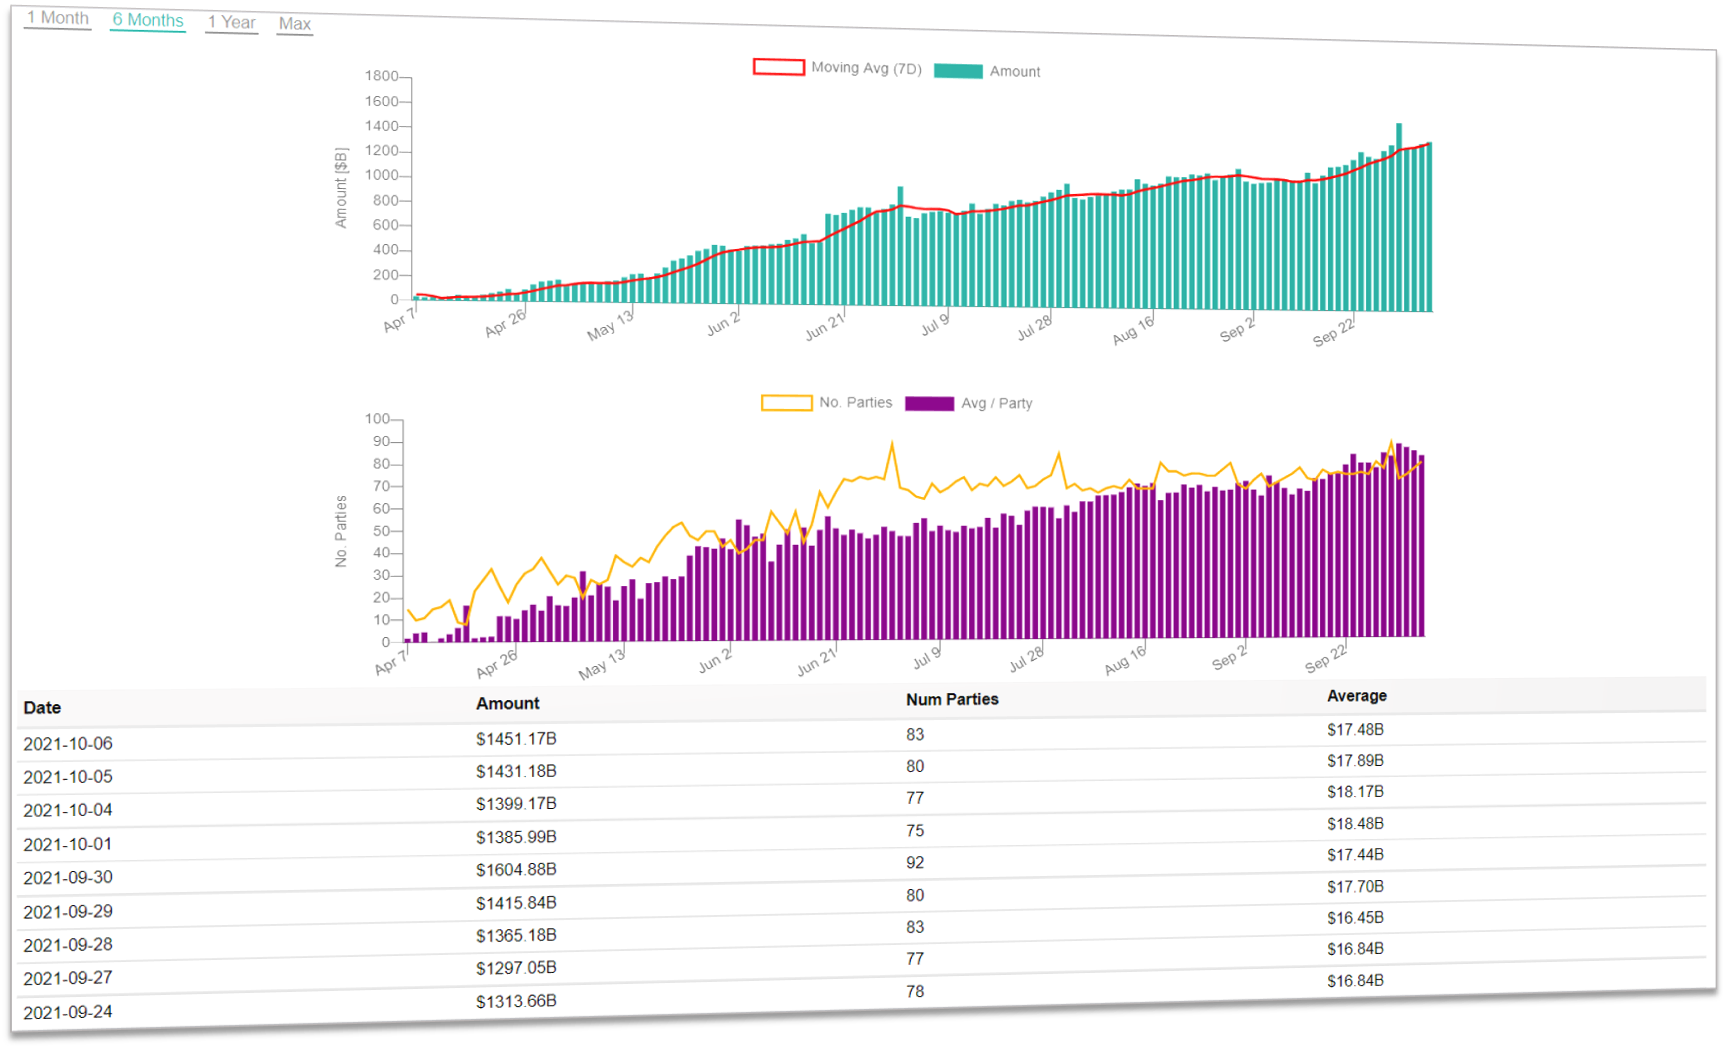 1 Month 6 Months 1 Year Max
Moving Avg (7D) Amount
1800
1600
1400
1200
1000
800
600
400
200
0
Amount [$B]
Apr 7 Apr 26 May 13 Jun 2 Jun 21 Jul 9 Jul 28 Aug 16 Sep 2 Sep 22
No. Parties Avg / Party
100
90
80
70
60
50
40
30
20
10
0
No. Parties
Apr 7 Apr 26 May 13 Jun 2 Jun 21 Jul 9 Jul 28 Aug 16 Sep 2 Sep 22
Date Amount Num Parties Average
2021-10-06 $1451.17B 83 $17.48B
2021-10-05 $1431.18B 80 $17.89B
2021-10-04 $1399.17B 77 $18.17B
2021-10-01 $1385.99B 75 $18.48B
2021-09-30 $1604.88B 92 $17.44B
2021-09-29 $1415.84B 80 $17.70B
2021-09-28 $1365.18B 83 $16.45B
2021-09-27 $1297.05B 77 $16.84B
2021-09-24 $1313.66B 78 $16.84B